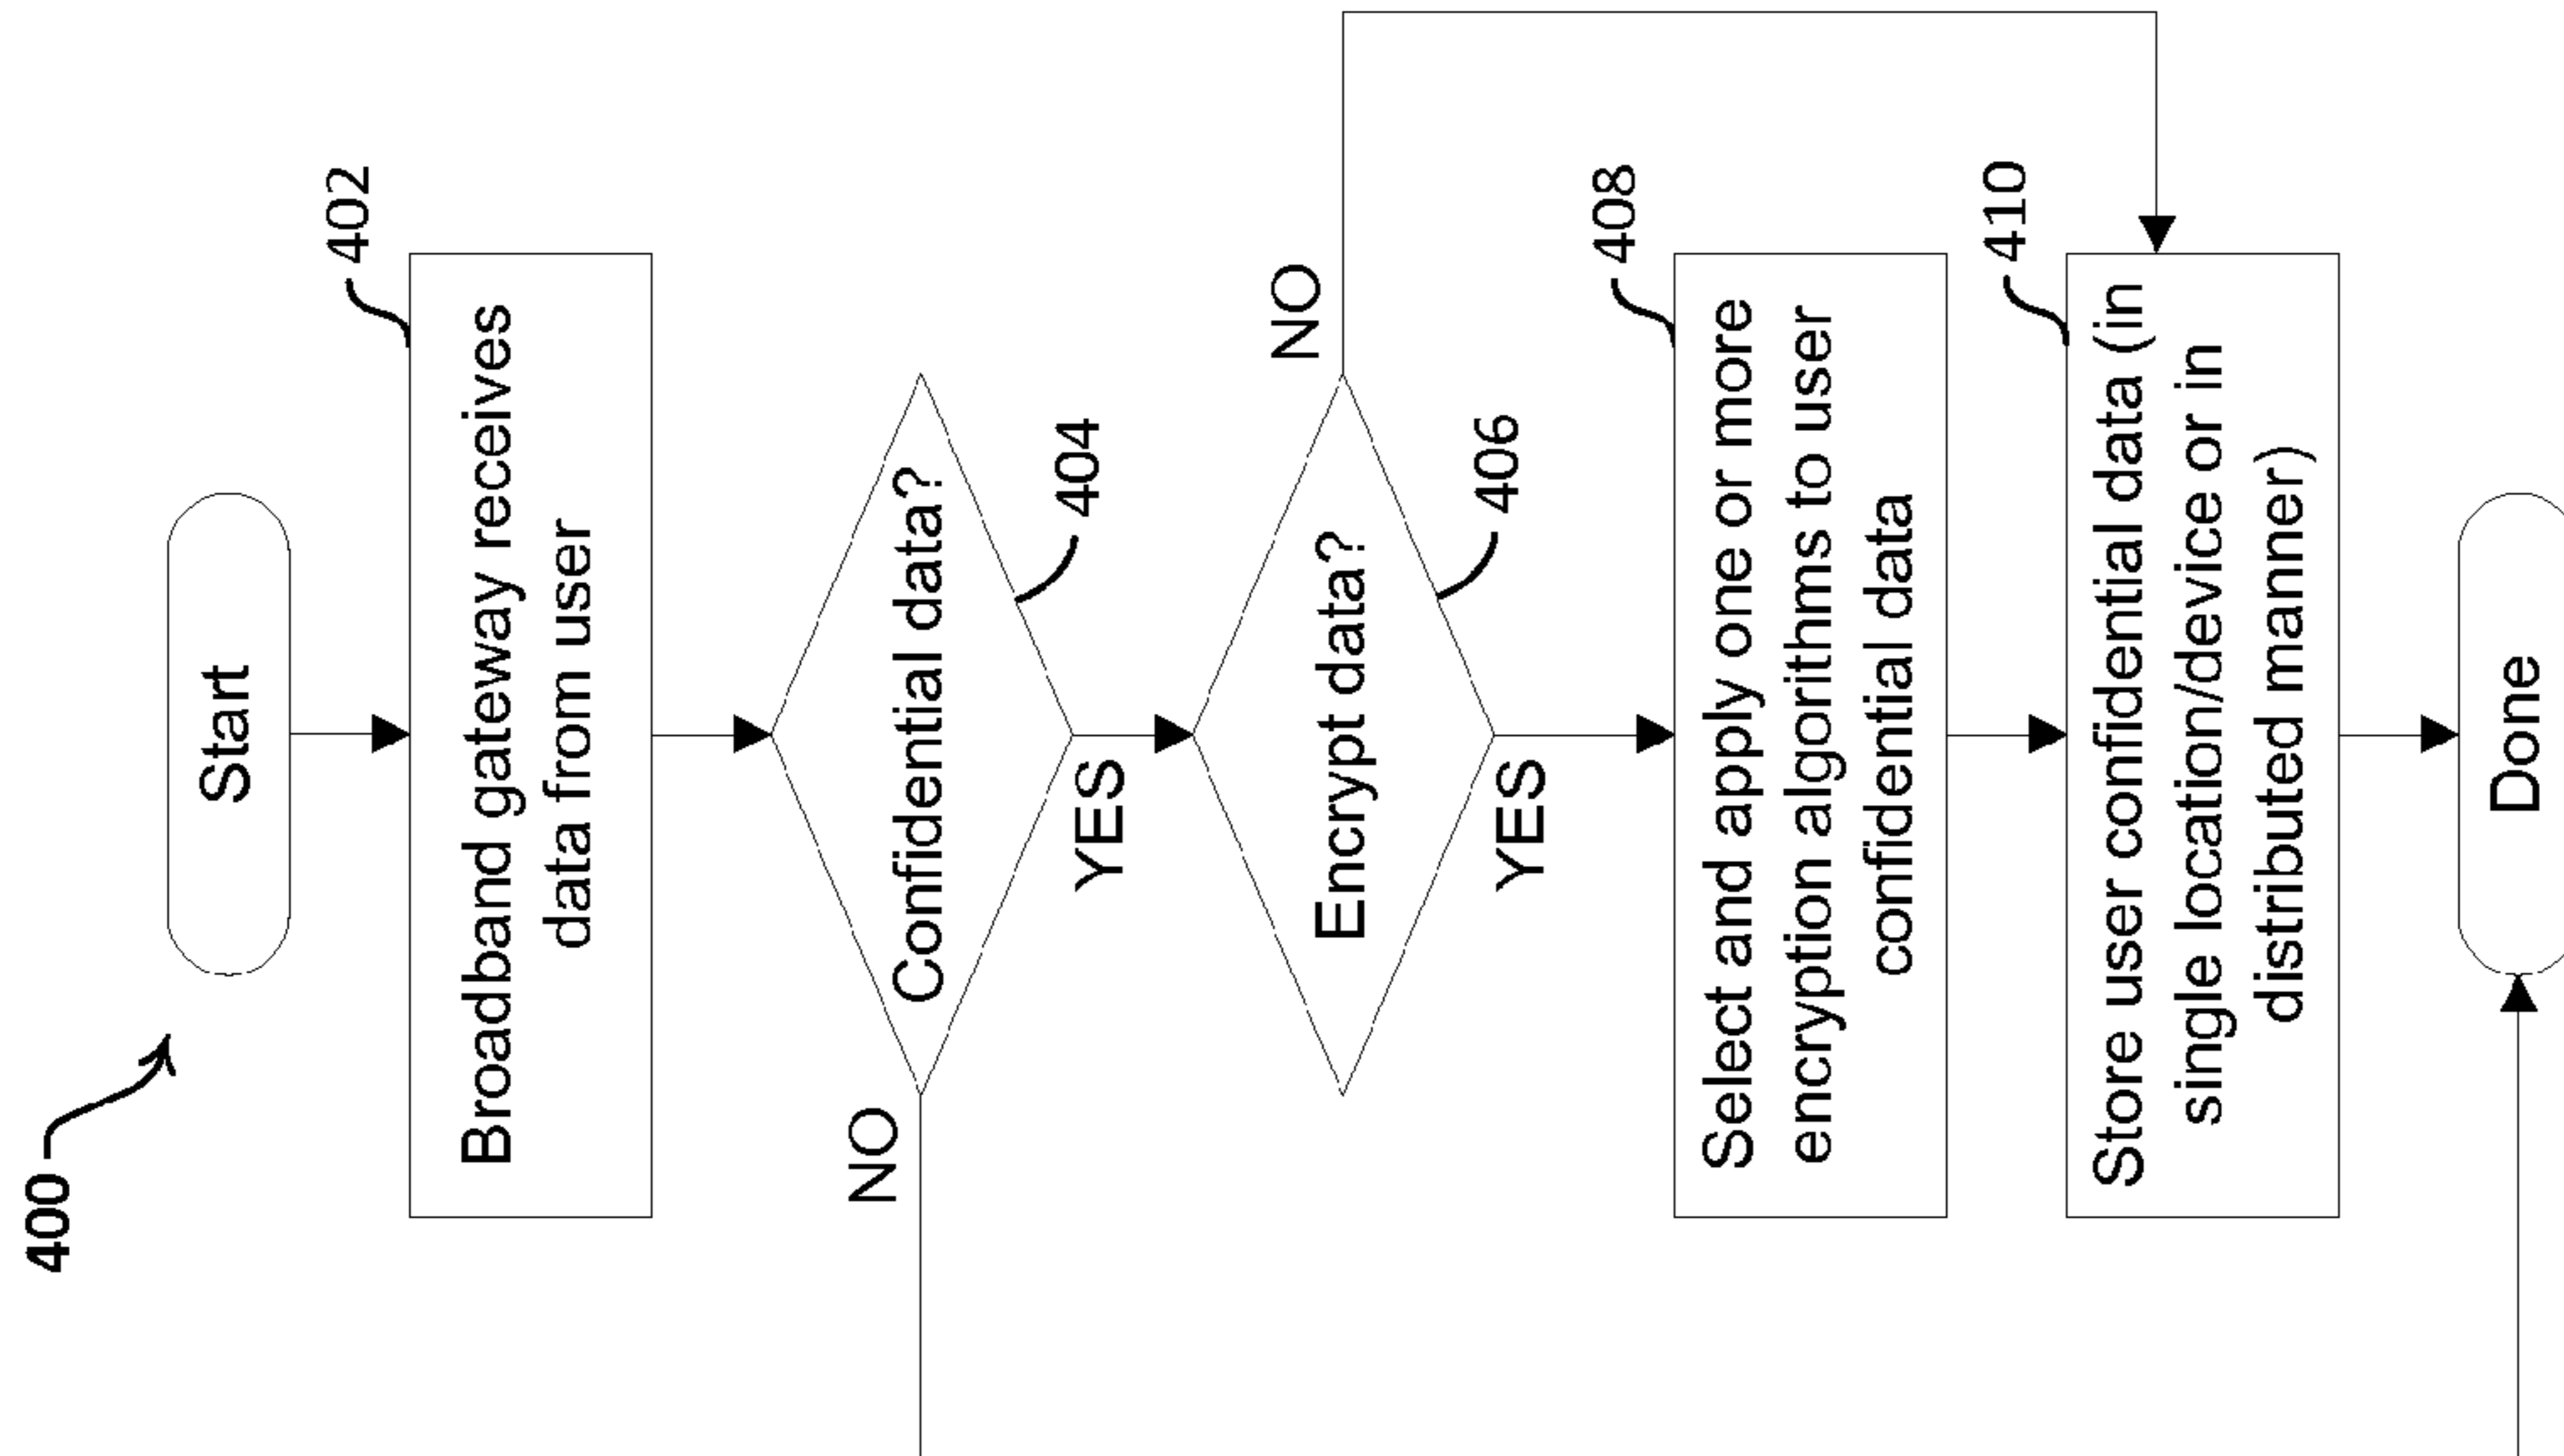 400
Start
402
Broadband gateway receives
data from user
Confidential data?
404
NO
YES
Encrypt data?
406
NO
YES
408
Select and apply one or more
encryption algorithms to user
confidential data
410
Store user confidential data (in
single location/device or in
distributed manner)
Done